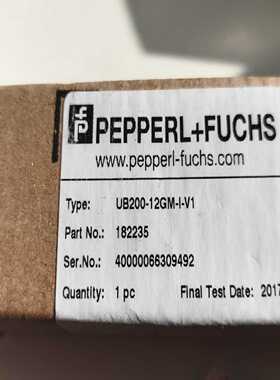 PEPPERL+FUCHS
www.pepperl-fuchs.com
Type: UB200-12GM-I-V1
Part No.: 182235
Ser.No.: 40000066309492
Quantity: 1 pc Final Test Date: 2017